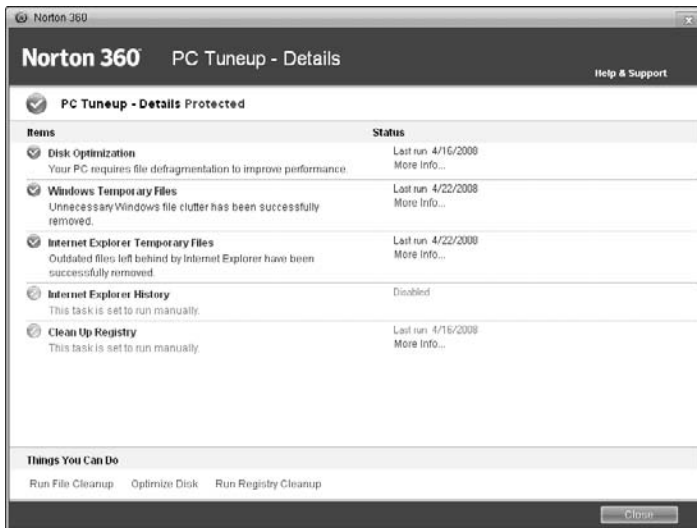 Norton 360
Norton 360 PC Tuneup - Details
Help & Support
PC Tuneup - Details Protected
Items Status
Disk Optimization Last run 4/16/2008
Your PC requires file defragmentation to improve performance. More Info...
Windows Temporary Files Last run 4/22/2008
Unnecessary Windows file clutter has been successfully More Info...
removed.
Internet Explorer Temporary Files Last run 4/22/2008
Outdated files left behind by Internet Explorer have been More Info...
successfully removed.
Internet Explorer History Disabled
This task is set to run manually.
Clean Up Registry Last run 4/16/2008
This task is set to run manually. More Info...
Things You Can Do
Run File Cleanup Optimize Disk Run Registry Cleanup
Close